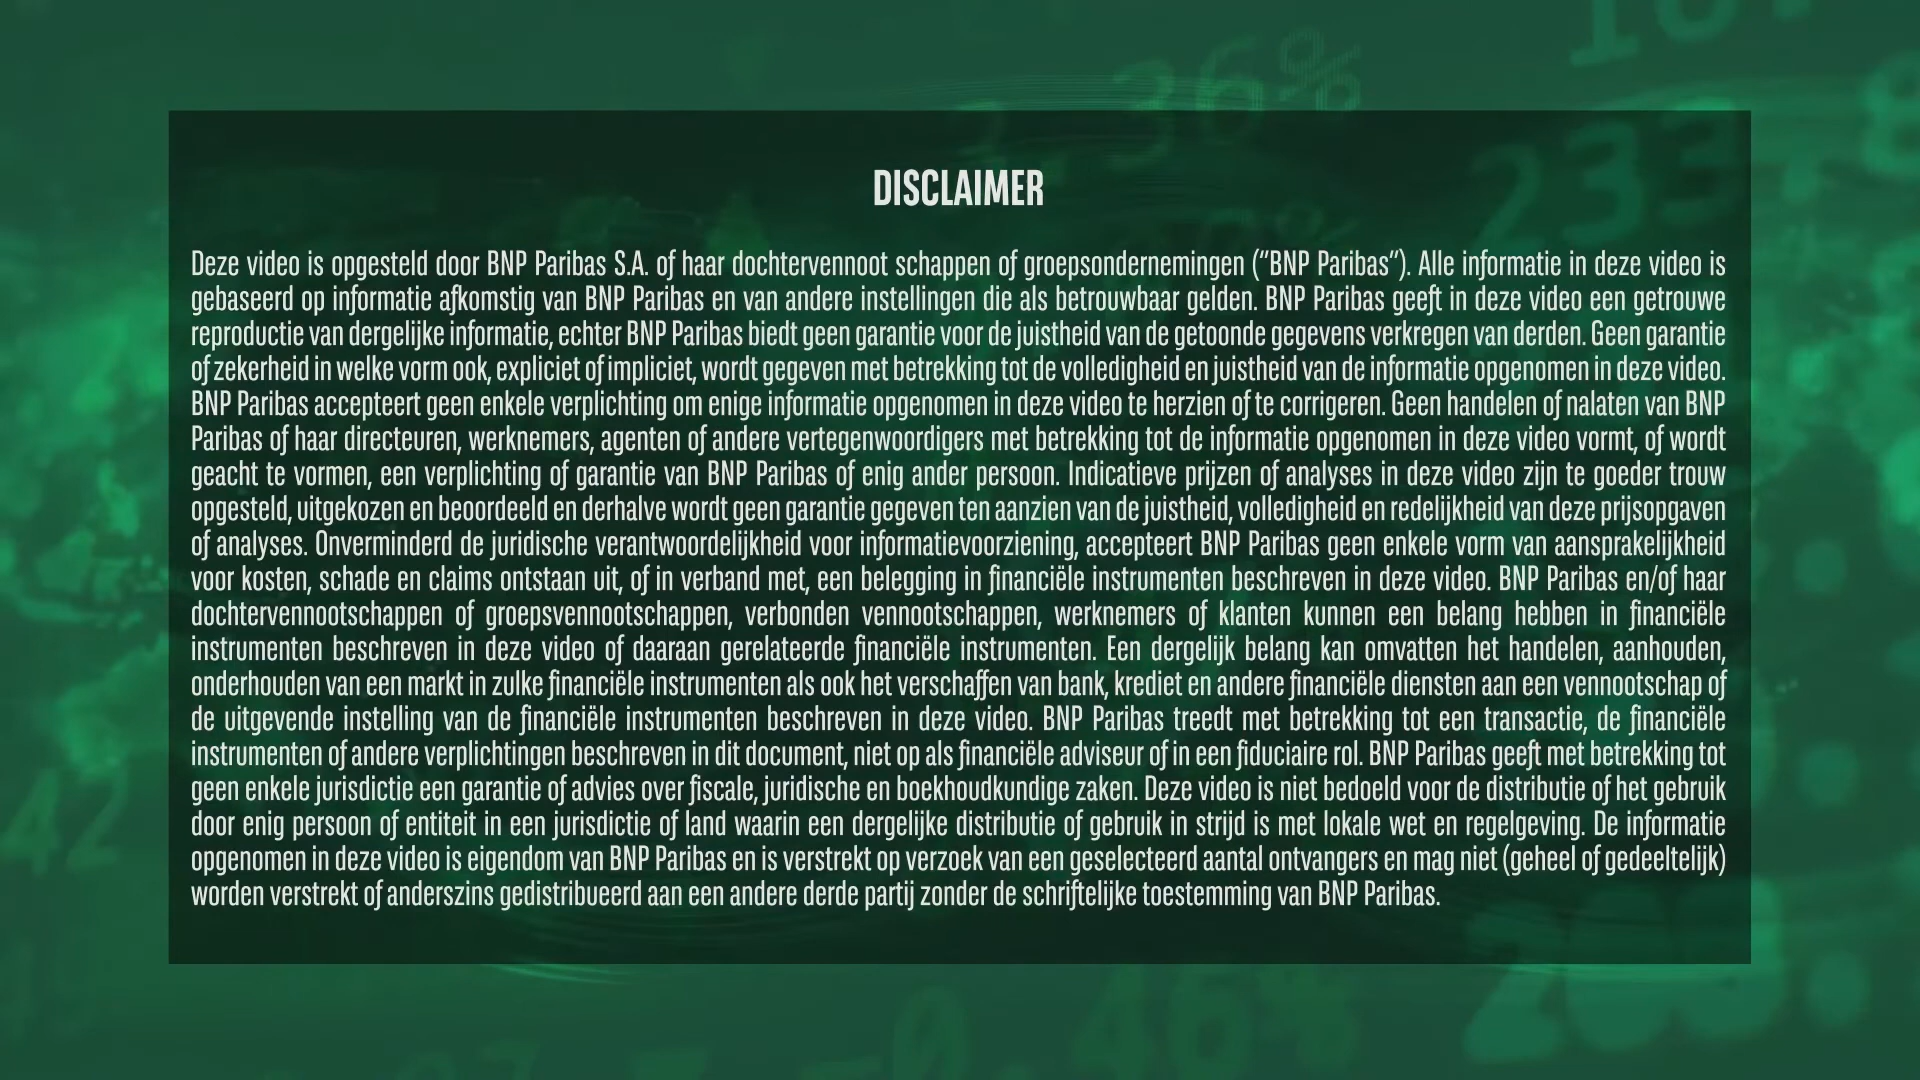 1.36%
16.
233.8
DISCLAIMER
Deze video is opgesteld door BNP Paribas S.A. of haar dochtervennoot schappen of groepsondernemingen (“BNP Paribas”). Alle informatie in deze video is
gebaseerd op informatie afkomstig van BNP Paribas en van andere instellingen die als betrouwbaar gelden. BNP Paribas geeft in deze video een getrouwe
reproductie van dergelijke informatie, echter BNP Paribas biedt geen garantie voor de juistheid van de getoonde gegevens verkregen van derden. Geen garantie
of zekerheid in welke vorm ook, expliciet of impliciet, wordt gegeven met betrekking tot de volledigheid en juistheid van de informatie opgenomen in deze video.
BNP Paribas accepteert geen enkele verplichting om enige informatie opgenomen in deze video te herzien of te corrigeren. Geen handelen of nalaten van BNP
Paribas of haar directeuren, werknemers, agenten of andere vertegenwoordigers met betrekking tot de informatie opgenomen in deze video vormt, of wordt
geacht te vormen, een verplichting of garantie van BNP Paribas of enig ander persoon. Indicatieve prijzen of analyses in deze video zijn te goeder trouw
opgesteld, uitgekozen en beoordeeld en derhalve wordt geen garantie gegeven ten aanzien van de juistheid, volledigheid en redelijkheid van deze prijsopgaven
of analyses. Onverminderd de juridische verantwoordelijkheid voor informatievoorziening, accepteert BNP Paribas geen enkele vorm van aansprakelijkheid
voor kosten, schade en claims ontstaan uit, of in verband met, een belegging in financiële instrumenten beschreven in deze video. BNP Paribas en/of haar
dochtervennootschappen of groepsvennootschappen, verbonden vennootschappen, werknemers of klanten kunnen een belang hebben in financiële
instrumenten beschreven in deze video of daaraan gerelateerde financiële instrumenten. Een dergelijk belang kan omvatten het handelen, aanhouden,
onderhouden van een markt in zulke financiële instrumenten als ook het verschaffen van bank, krediet en andere financiële diensten aan een vennootschap of
de uitgevende instelling van de financiële instrumenten beschreven in deze video. BNP Paribas treedt met betrekking tot een transactie, de financiële
instrumenten of andere verplichtingen beschreven in dit document, niet op als financiële adviseur of in een fiduciaire rol. BNP Paribas geeft met betrekking tot
geen enkele jurisdictie een garantie of advies over fiscale, juridische en boekhoudkundige zaken. Deze video is niet bedoeld voor de distributie of het gebruik
door enig persoon of entiteit in een jurisdictie of land waarin een dergelijke distributie of gebruik in strijd is met lokale wet en regelgeving. De informatie
opgenomen in deze video is eigendom van BNP Paribas en is verstrekt op verzoek van een geselecteerd aantal ontvangers en mag niet (geheel of gedeeltelijk)
worden verstrekt of anderszins gedistribueerd aan een andere derde partij zonder de schriftelijke toestemming van BNP Paribas.
42
0.46%